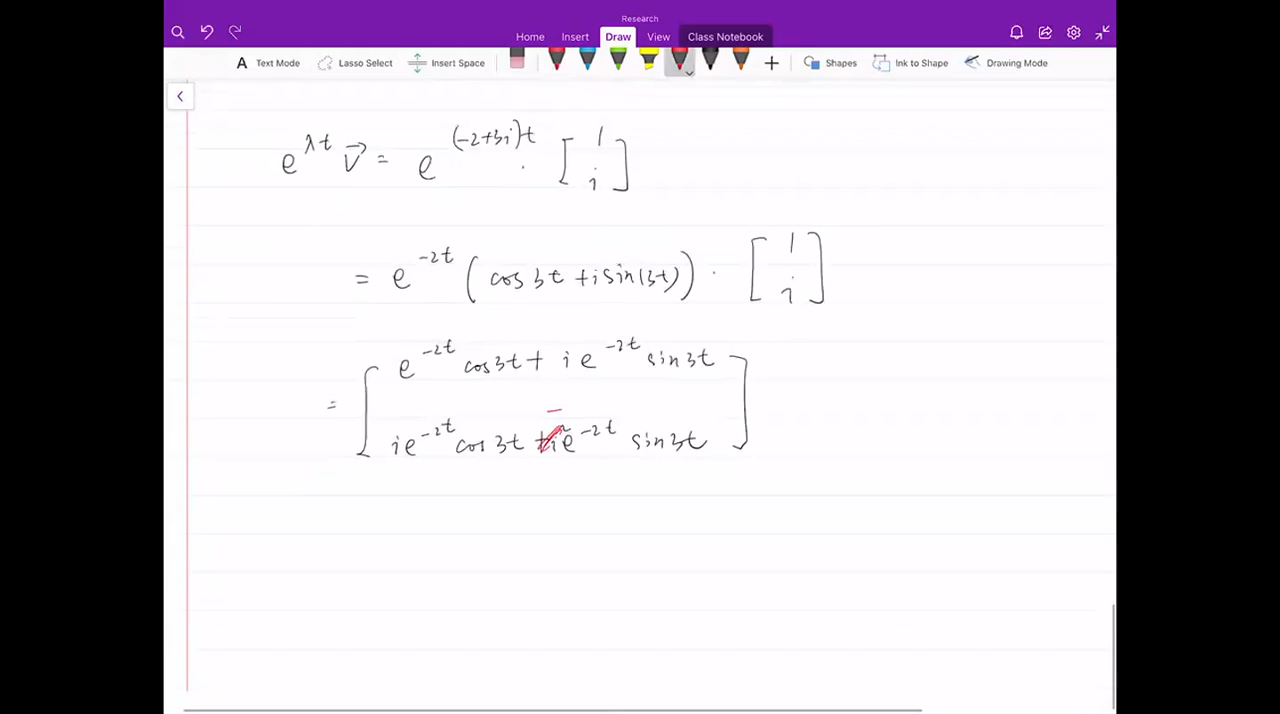 Research
Home Insert Draw View Class Notebook
A Text Mode Lasso Select Insert Space Shapes Ink to Shape Drawing Mode
e^{λt} \vec{v} = e^{(-2+3i)t} · [1 i]
= e^{-2t} (cos 3t + i sin(3t)) · [1 i]
e^{-2t} cos 3t + i e^{-2t} sin 3t
=
i e^{-2t} cos 3t + i² e^{-2t} sin 3t